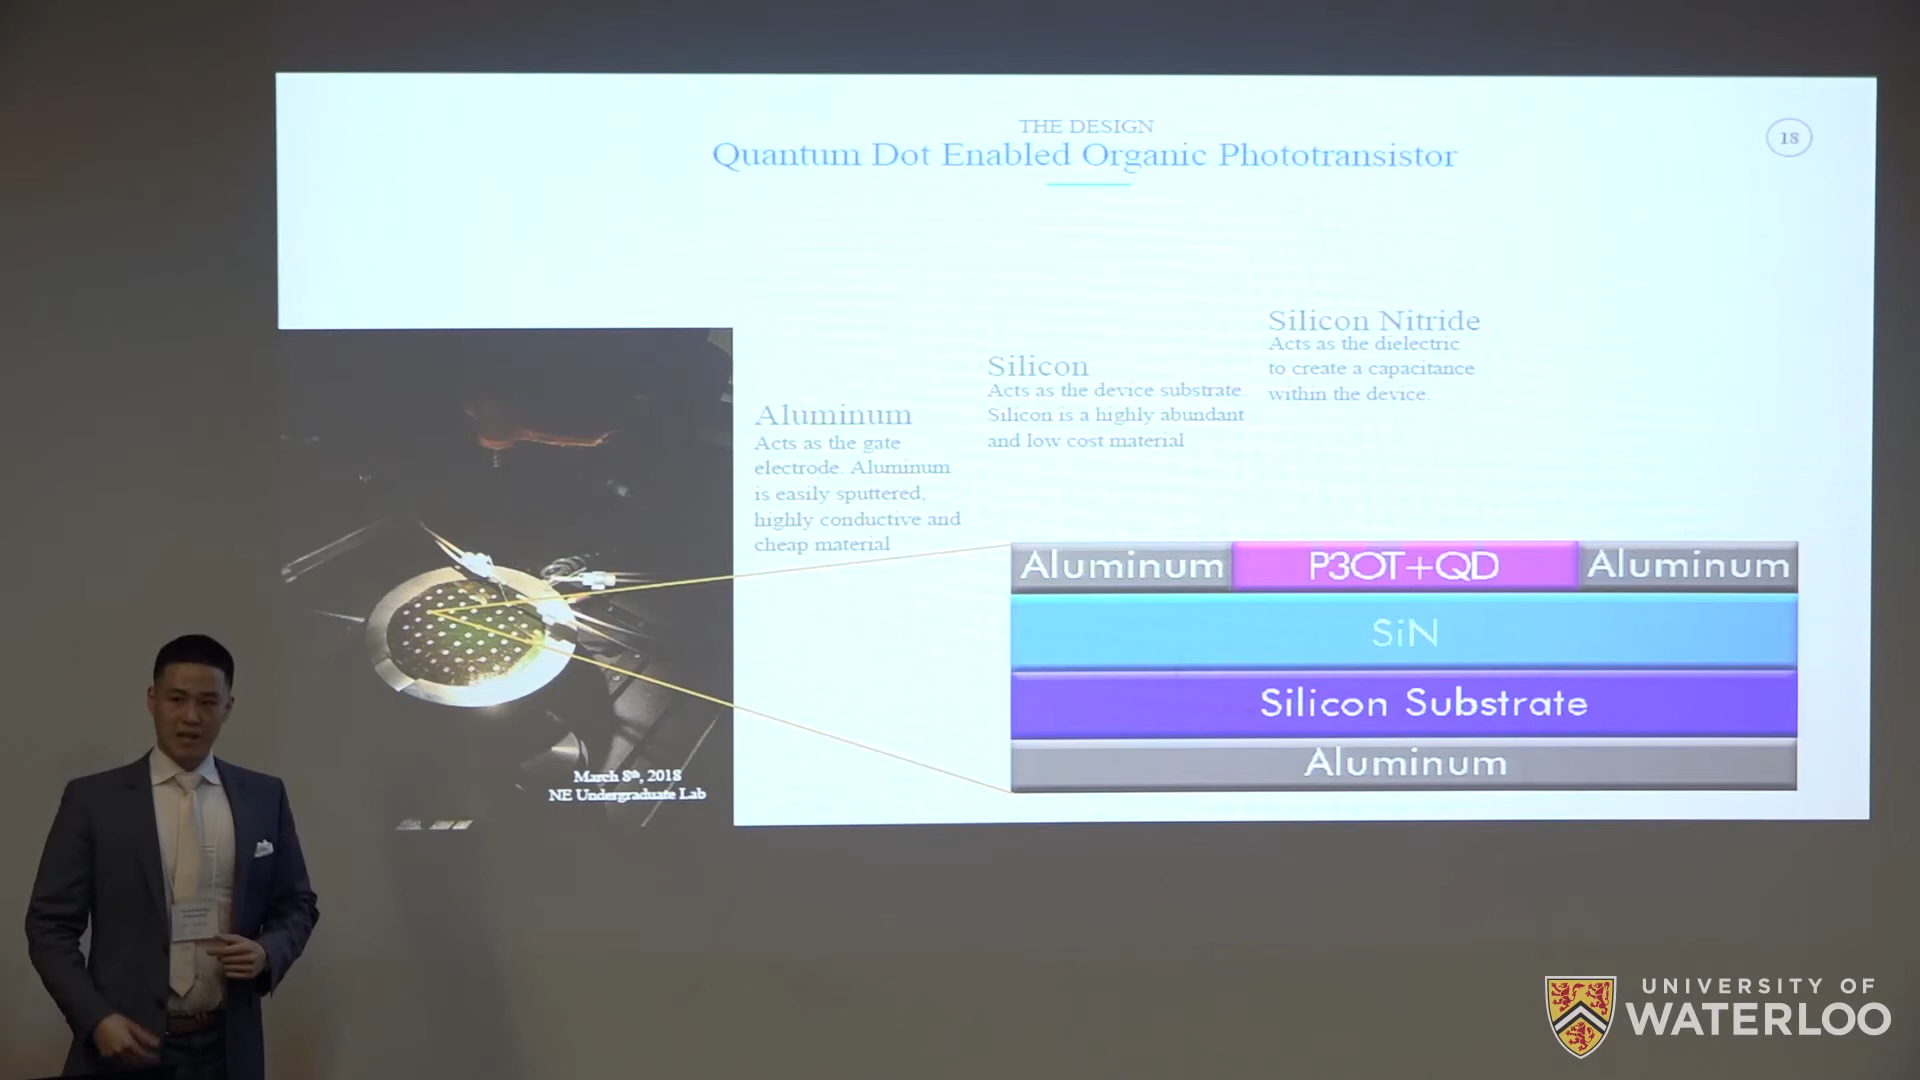 THE DESIGN
Quantum Dot Enabled Organic Phototransistor
18
Silicon Nitride
Acts as the dielectric
to create a capacitance
within the device.
Silicon
Acts as the device substrate.
Silicon is a highly abundant
and low cost material
Aluminum
Acts as the gate
electrode. Aluminum
is easily sputtered,
highly conductive and
cheap material
Aluminum P3OT+QD Aluminum
SiN
Silicon Substrate
Aluminum
March 8th, 2018
NE Undergraduate Lab
UNIVERSITY OF
WATERLOO